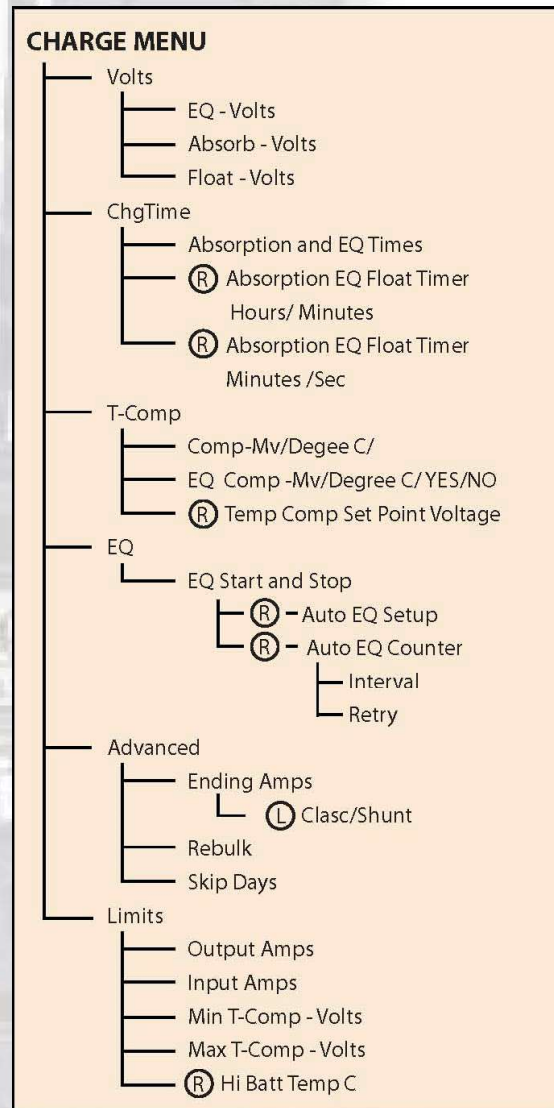 CHARGE MENU
Volts
EQ - Volts
Absorb - Volts
Float - Volts
ChgTime
Absorption and EQ Times
R Absorption EQ Float Timer
Hours/ Minutes
R Absorption EQ Float Timer
Minutes /Sec
T-Comp
Comp-Mv/Degee C/
EQ Comp -Mv/Degree C/ YES/NO
R Temp Comp Set Point Voltage
EQ
EQ Start and Stop
R - Auto EQ Setup
R - Auto EQ Counter
Interval
Retry
Advanced
Ending Amps
L Clasc/Shunt
Rebulk
Skip Days
Limits
Output Amps
Input Amps
Min T-Comp - Volts
Max T-Comp - Volts
R Hi Batt Temp C